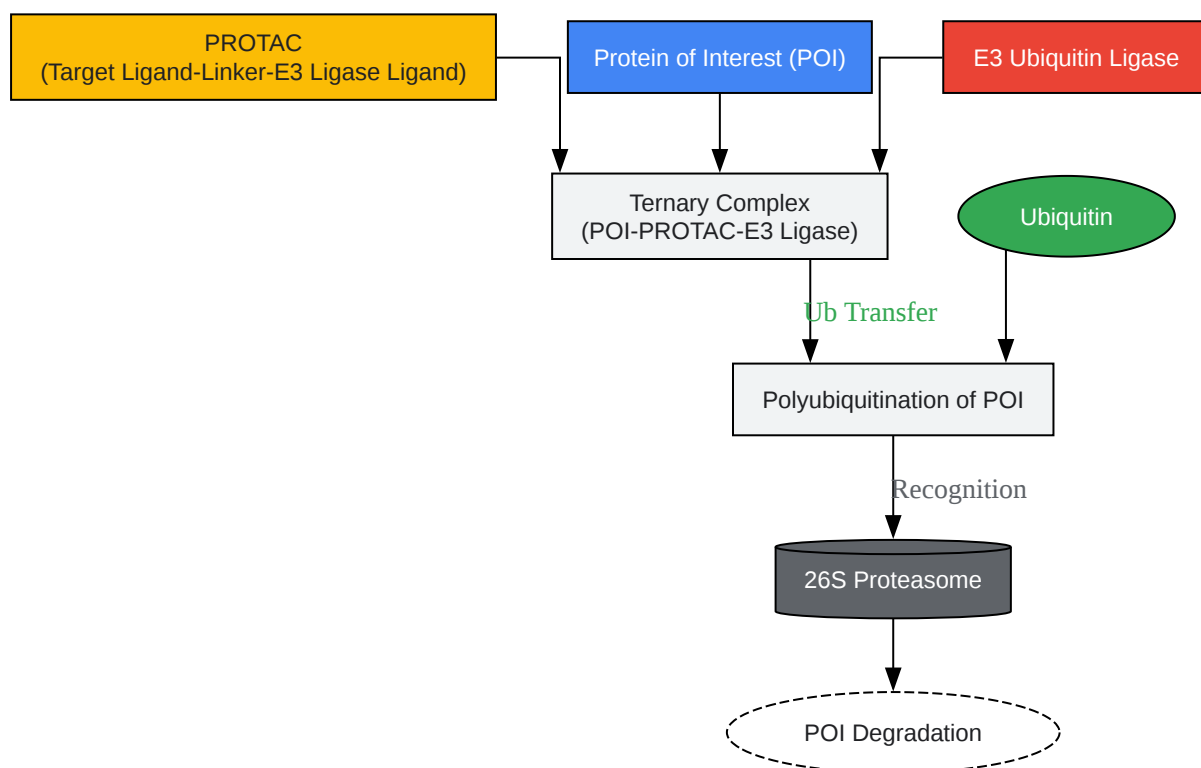 PROTAC
(Target Ligand-Linker-E3 Ligase Ligand)
Protein of Interest (POI)
E3 Ubiquitin Ligase
Ternary Complex
(POI-PROTAC-E3 Ligase)
Ubiquitin
Ub Transfer
Polyubiquitination of POI
Recognition
26S Proteasome
POI Degradation